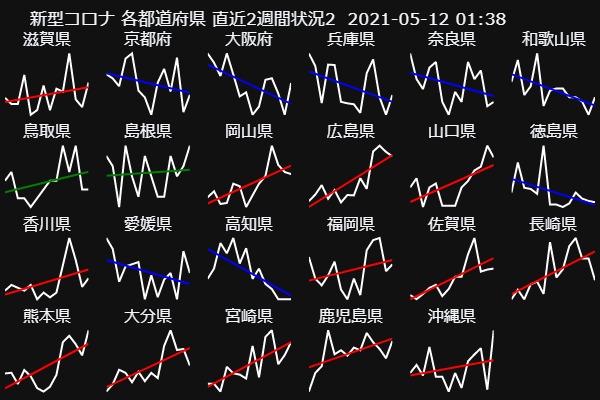 新型コロナ 各都道府県 直近2週間状況2 2021-05-12 01:38
滋賀県 京都府 大阪府 兵庫県 奈良県 和歌山県
鳥取県 島根県 岡山県 広島県 山口県 徳島県
香川県 愛媛県 高知県 福岡県 佐賀県 長崎県
熊本県 大分県 宮崎県 鹿児島県 沖縄県